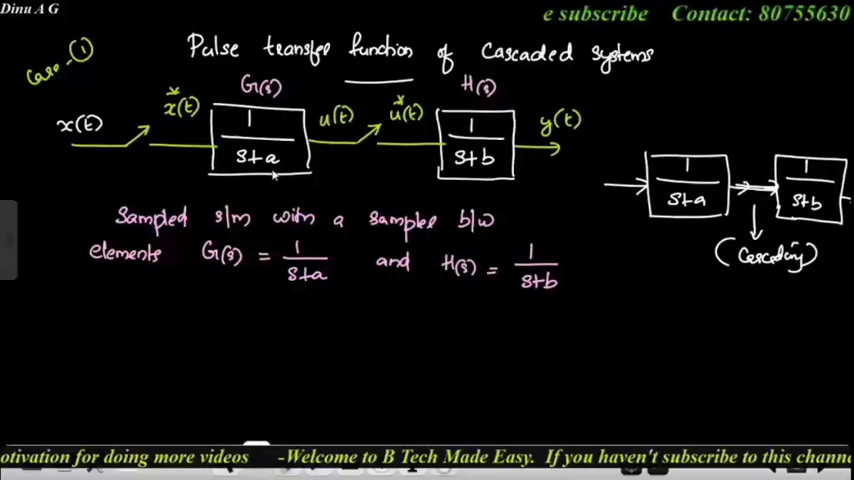 Dinu A G
e subscribe Contact: 80755630
Case-①
Pulse transfer function of Cascaded systems
G(s) H(s)
x(t) x*(t) 1/(s+a) u(t) u*(t) 1/(s+b) y(t)
1/(s+a) 1/(s+b)
(Cascading)
Sampled s/m with a sampler b/w
elements G(s) = 1/(s+a) and H(s) = 1/(s+b)
otivation for doing more videos -Welcome to B Tech Made Easy. If you haven't subscribe to this channe